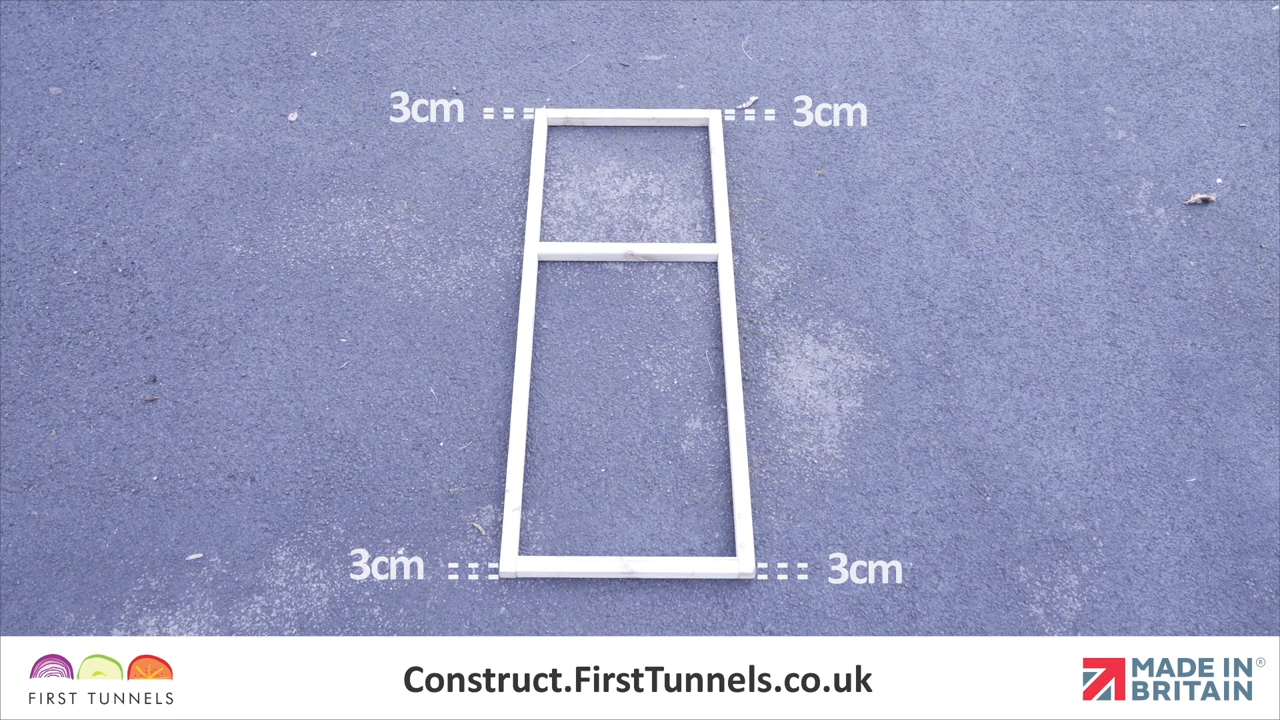 3cm
3cm
3cm
3cm
FIRST TUNNELS
Construct.FirstTunnels.co.uk
MADE IN
BRITAIN
®